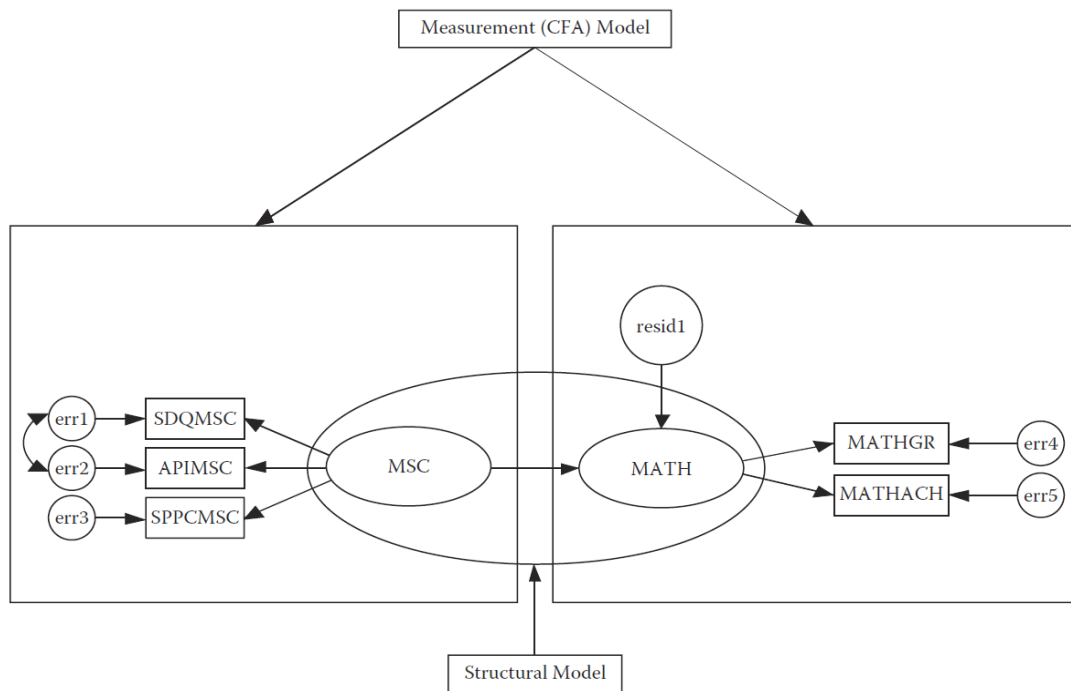 Measurement (CFA) Model
resid1
err1
SDQMSC
err2
APIMSC
err3
SPPCMSC
MSC
MATH
MATHGR
err4
MATHACH
err5
Structural Model